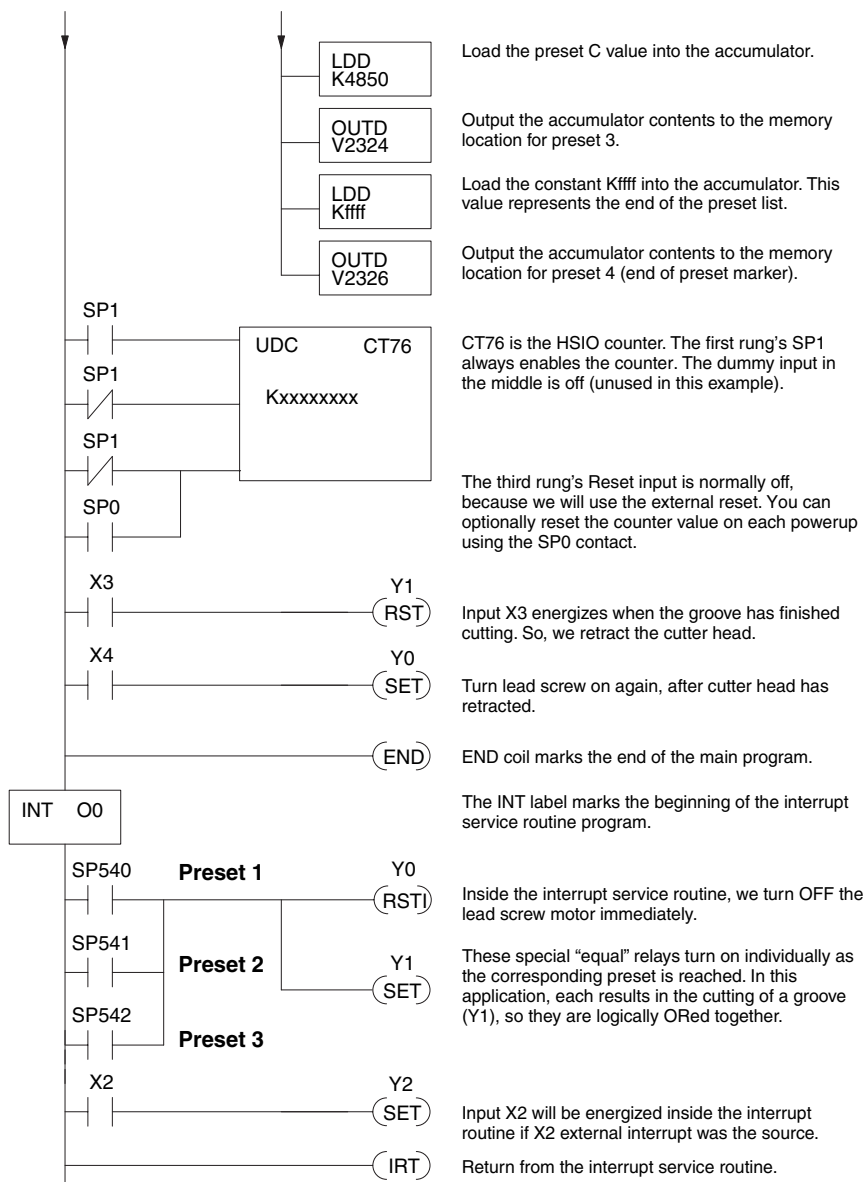 LDD
K4850
Load the preset C value into the accumulator.
OUTD
V2324
Output the accumulator contents to the memory
location for preset 3.
LDD
Kffff
Load the constant Kffff into the accumulator. This
value represents the end of the preset list.
OUTD
V2326
Output the accumulator contents to the memory
location for preset 4 (end of preset marker).
SP1
UDC CT76
Kxxxxxxxx
SP1
SP1
SP0
CT76 is the HSIO counter. The first rung's SP1
always enables the counter. The dummy input in
the middle is off (unused in this example).
The third rung's Reset input is normally off,
because we will use the external reset. You can
optionally reset the counter value on each powerup
using the SP0 contact.
X3
Y1
RST
Input X3 energizes when the groove has finished
cutting. So, we retract the cutter head.
X4
Y0
SET
Turn lead screw on again, after cutter head has
retracted.
END
END coil marks the end of the main program.
INT O0
The INT label marks the beginning of the interrupt
service routine program.
SP540
Preset 1
Y0
RSTI
Inside the interrupt service routine, we turn OFF the
lead screw motor immediately.
SP541
Preset 2
Y1
SET
These special “equal” relays turn on individually as
the corresponding preset is reached. In this
application, each results in the cutting of a groove
(Y1), so they are logically ORed together.
SP542
Preset 3
X2
Y2
SET
Input X2 will be energized inside the interrupt
routine if X2 external interrupt was the source.
IRT
Return from the interrupt service routine.